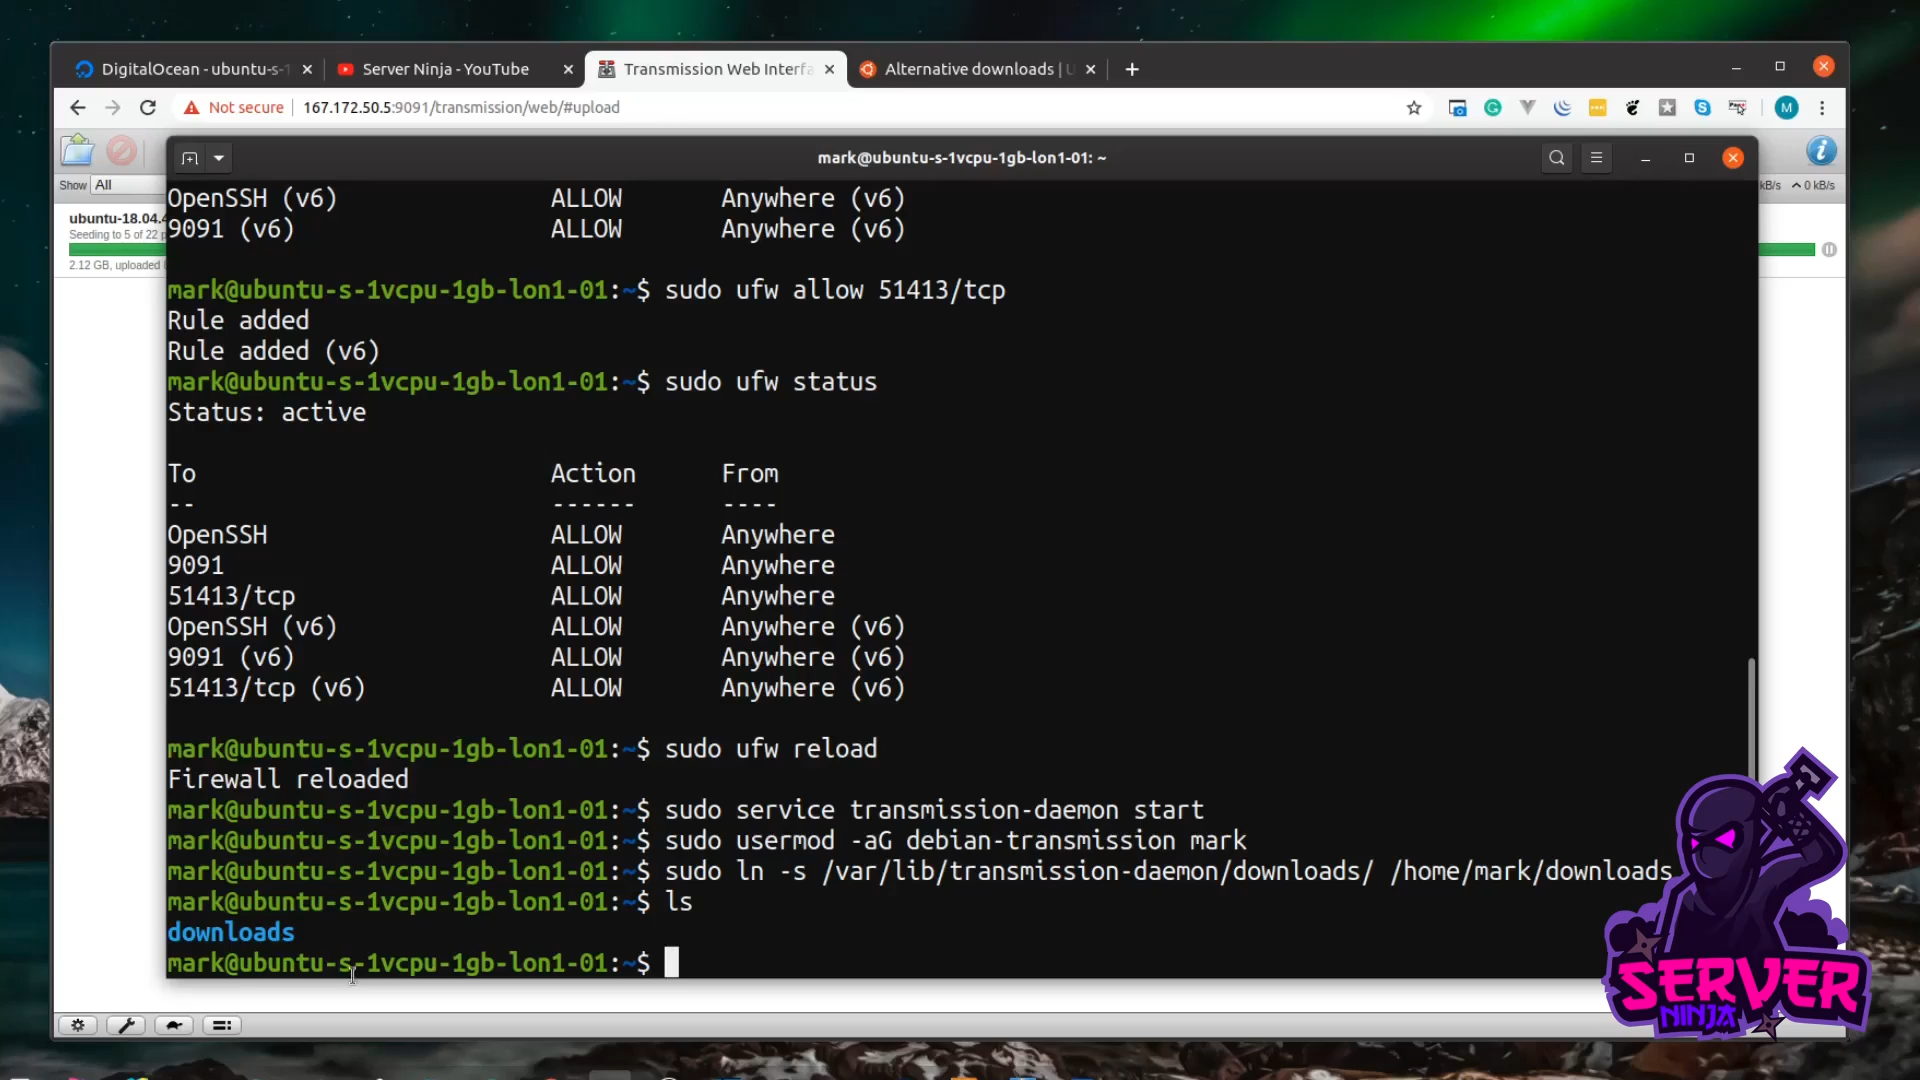 DigitalOcean - ubuntu-s-1
Server Ninja - YouTube
Transmission Web Interfa
Alternative downloads | U
Not secure
167.172.50.5:9091/transmission/web/#upload
M
mark@ubuntu-s-1vcpu-1gb-lon1-01: ~
Show All
kB/s 0 kB/s
ubuntu-18.04.4
Seeding to 5 of 22 p
2.12 GB, uploaded
OpenSSH (v6) ALLOW Anywhere (v6)
9091 (v6) ALLOW Anywhere (v6)
mark@ubuntu-s-1vcpu-1gb-lon1-01:~$ sudo ufw allow 51413/tcp
Rule added
Rule added (v6)
mark@ubuntu-s-1vcpu-1gb-lon1-01:~$ sudo ufw status
Status: active
To Action From
-- ------ ----
OpenSSH ALLOW Anywhere
9091 ALLOW Anywhere
51413/tcp ALLOW Anywhere
OpenSSH (v6) ALLOW Anywhere (v6)
9091 (v6) ALLOW Anywhere (v6)
51413/tcp (v6) ALLOW Anywhere (v6)
mark@ubuntu-s-1vcpu-1gb-lon1-01:~$ sudo ufw reload
Firewall reloaded
mark@ubuntu-s-1vcpu-1gb-lon1-01:~$ sudo service transmission-daemon start
mark@ubuntu-s-1vcpu-1gb-lon1-01:~$ sudo usermod -aG debian-transmission mark
mark@ubuntu-s-1vcpu-1gb-lon1-01:~$ sudo ln -s /var/lib/transmission-daemon/downloads/ /home/mark/downloads
mark@ubuntu-s-1vcpu-1gb-lon1-01:~$ ls
downloads
mark@ubuntu-s-1vcpu-1gb-lon1-01:~$
SERVER
NINJA